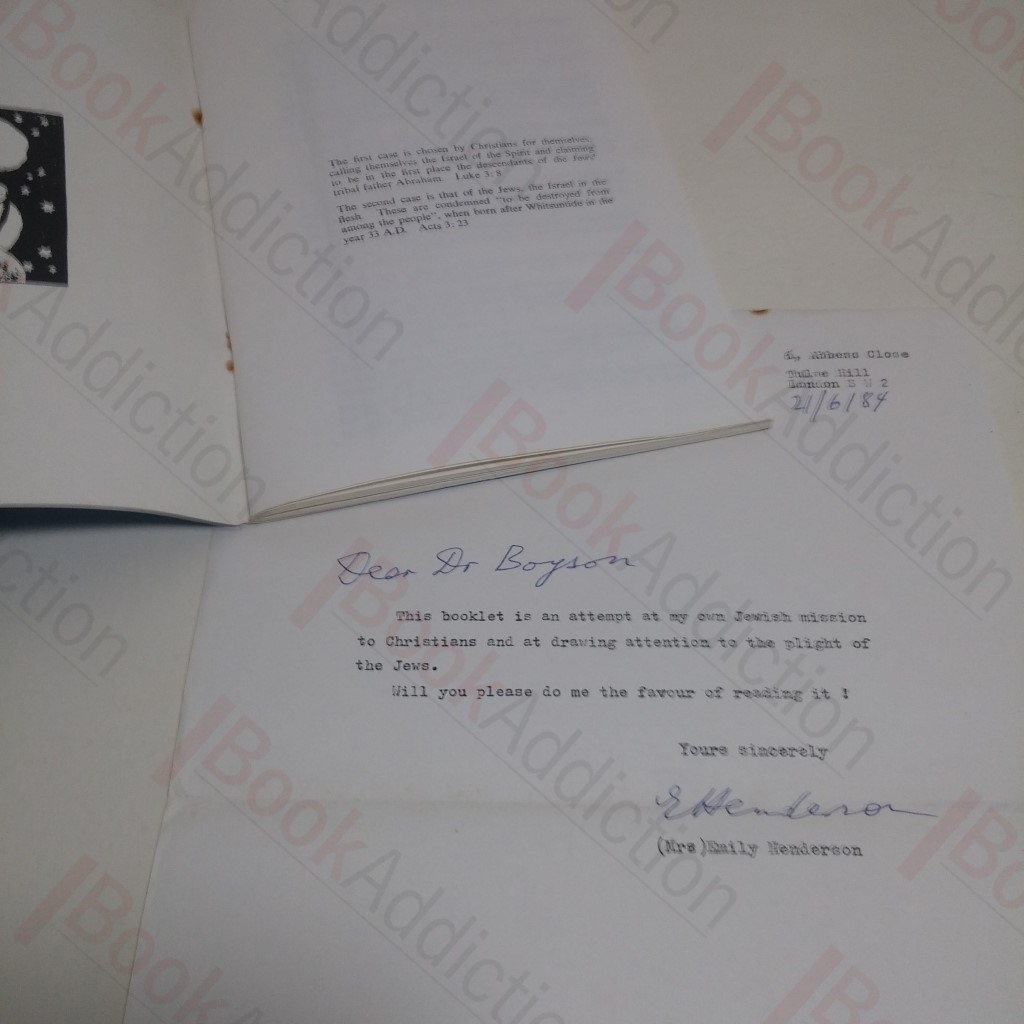 The first case is chosen by Christians for themselves,
calling themselves the Israel of the Spirit and claiming
to be in the first place the descendants of the Jews'
tribal father Abraham. Luke 3: 8
The second case is that of the Jews, the Israel in the
flesh. These are condemned "to be destroyed from
among the people", when born after Whitsuntide in the
year 33 A.D. Acts 3: 23
Close
Hill
London S W 2
21/6/84
Dear Dr Boyson
This booklet is an attempt at my own Jewish mission
to Christians and at drawing attention to the plight of
the Jews.
Will you please do me the favour of reading it !
Yours sincerely
EHenderson
(Mrs)Emily Henderson
BookAddiction